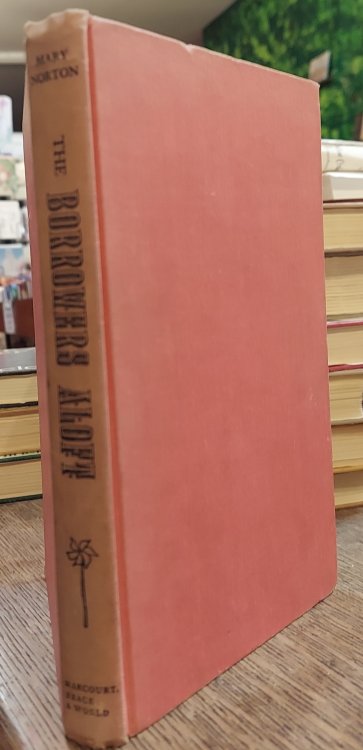 MARY
NORTON
THE BORROWERS ALOFT
HARCOURT,
BRACE
& WORLD